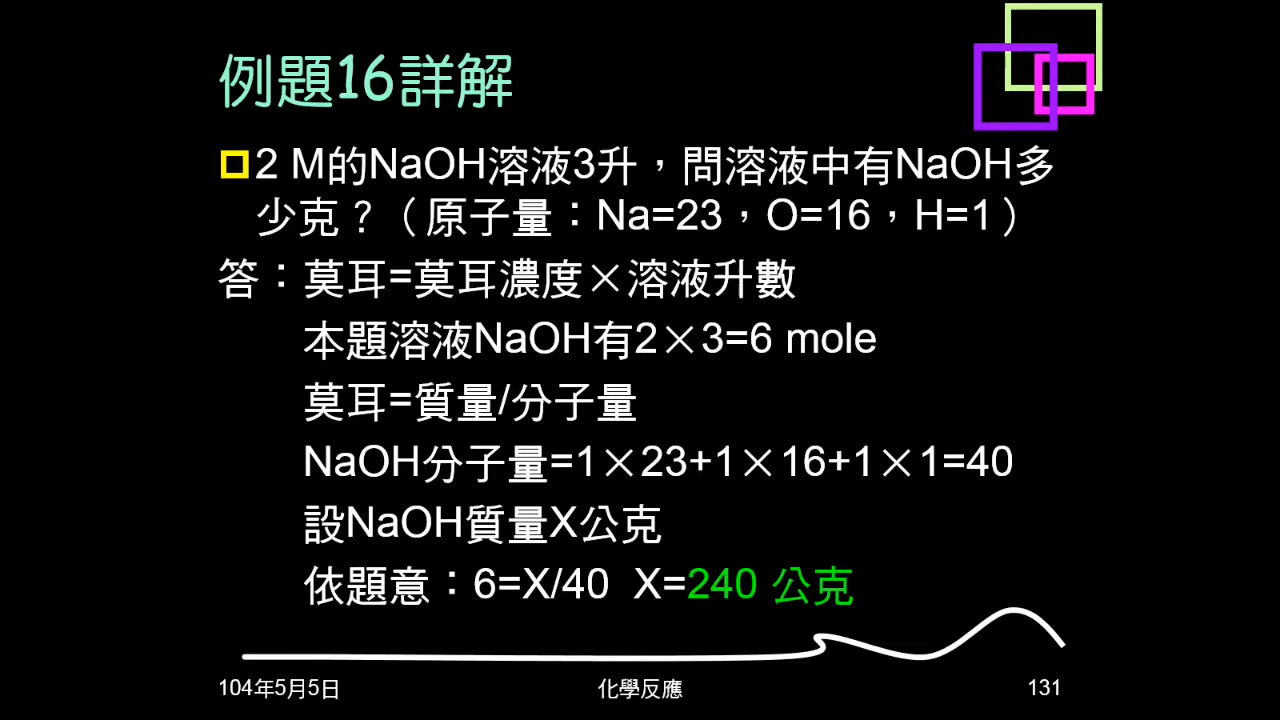 例題16詳解
2 M的NaOH溶液3升，問溶液中有NaOH多
少克？（原子量：Na=23，O=16，H=1）
答：莫耳=莫耳濃度×溶液升數
本題溶液NaOH有2×3=6 mole
莫耳=質量/分子量
NaOH分子量=1×23+1×16+1×1=40
設NaOH質量X公克
依題意：6=X/40 X=240 公克
104年5月5日
化學反應
131